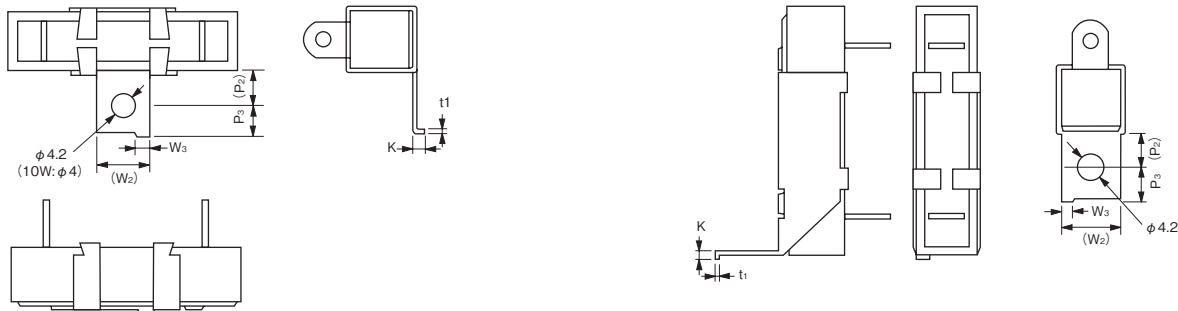 (P2)
P3
t1
K
φ4.2
(10W:φ4)
W3
(W2)
K
t1
(P2)
P3
W3
(W2)
φ4.2